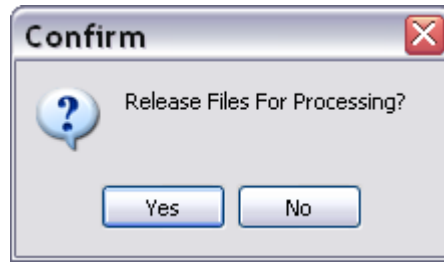 Confirm
Release Files For Processing?
Yes No